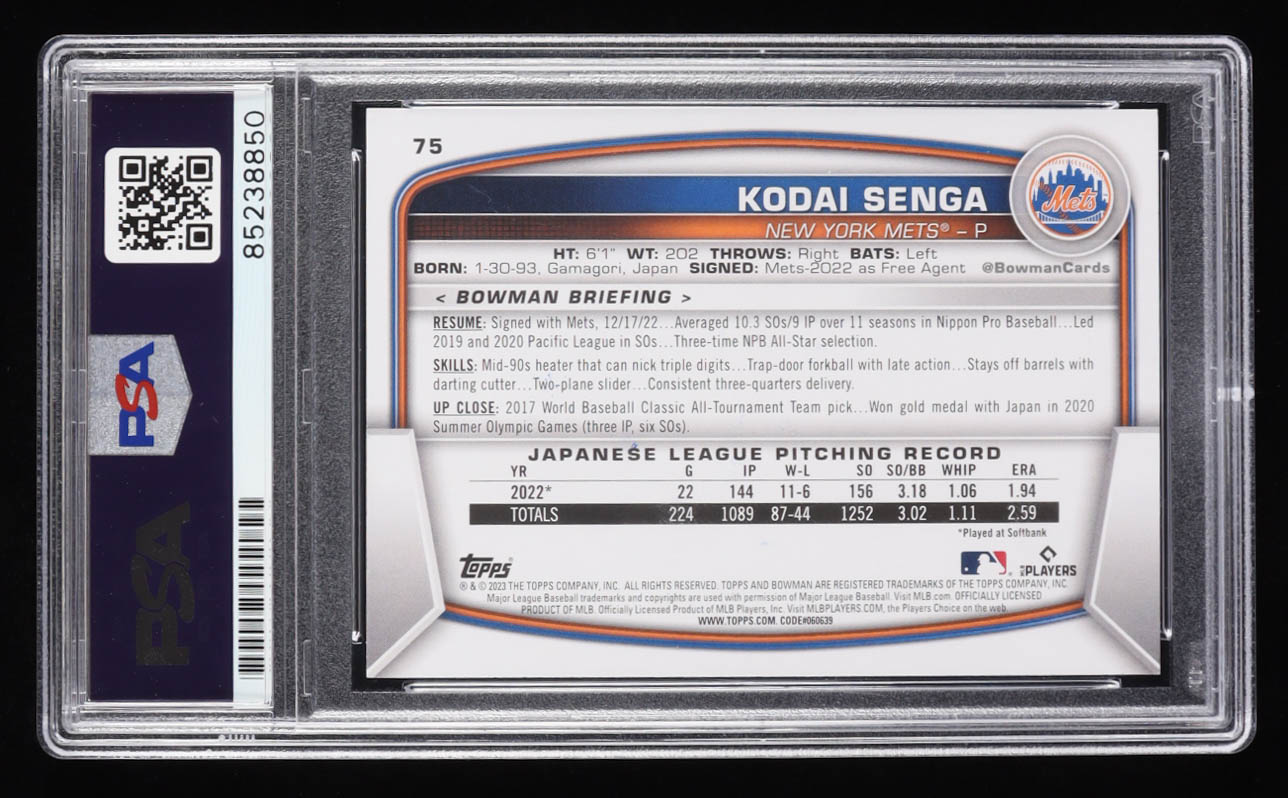 PSA
PSA
85238850
75
KODAI SENGA
Mets
NEW YORK METS® – P
HT: 6'1" WT: 202 THROWS: Right BATS: Left
BORN: 1-30-93, Gamagori, Japan SIGNED: Mets-2022 as Free Agent @BowmanCards
< BOWMAN BRIEFING >
RESUME: Signed with Mets, 12/17/22...Averaged 10.3 SOs/9 IP over 11 seasons in Nippon Pro Baseball...Led
2019 and 2020 Pacific League in SOs...Three-time NPB All-Star selection.
SKILLS: Mid-90s heater that can nick triple digits...Trap-door forkball with late action...Stays off barrels with
darting cutter...Two-plane slider...Consistent three-quarters delivery.
UP CLOSE: 2017 World Baseball Classic All-Tournament Team pick...Won gold medal with Japan in 2020
Summer Olympic Games (three IP, six SOs).
JAPANESE LEAGUE PITCHING RECORD
YR G IP W-L SO SO/BB WHIP ERA
2022* 22 144 11-6 156 3.18 1.06 1.94
TOTALS 224 1089 87-44 1252 3.02 1.11 2.59
*Played at Softbank
Topps® PLAYERS
® & © 2023 THE TOPPS COMPANY, INC. ALL RIGHTS RESERVED. TOPPS AND BOWMAN ARE REGISTERED TRADEMARKS OF THE TOPPS COMPANY, INC.
Major League Baseball trademarks and copyrights are used with permission of Major League Baseball. Visit MLB.com. OFFICIALLY LICENSED
PRODUCT OF MLB. Officially Licensed Product of MLB Players, Inc. Visit MLBPLAYERS.COM, the Players Choice on the web.
WWW.TOPPS.COM. CODE#060639